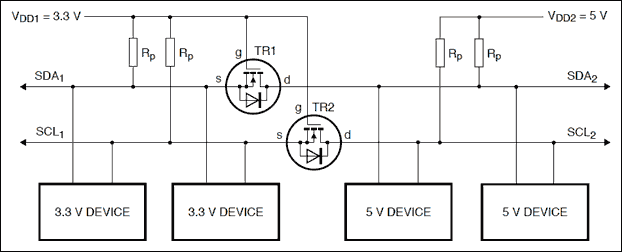 VDD1 = 3.3 V
VDD2 = 5 V
Rp
Rp
g
TR1
Rp
Rp
SDA1
s
d
SDA2
g
TR2
SCL1
s
d
SCL2
3.3 V DEVICE
3.3 V DEVICE
5 V DEVICE
5 V DEVICE